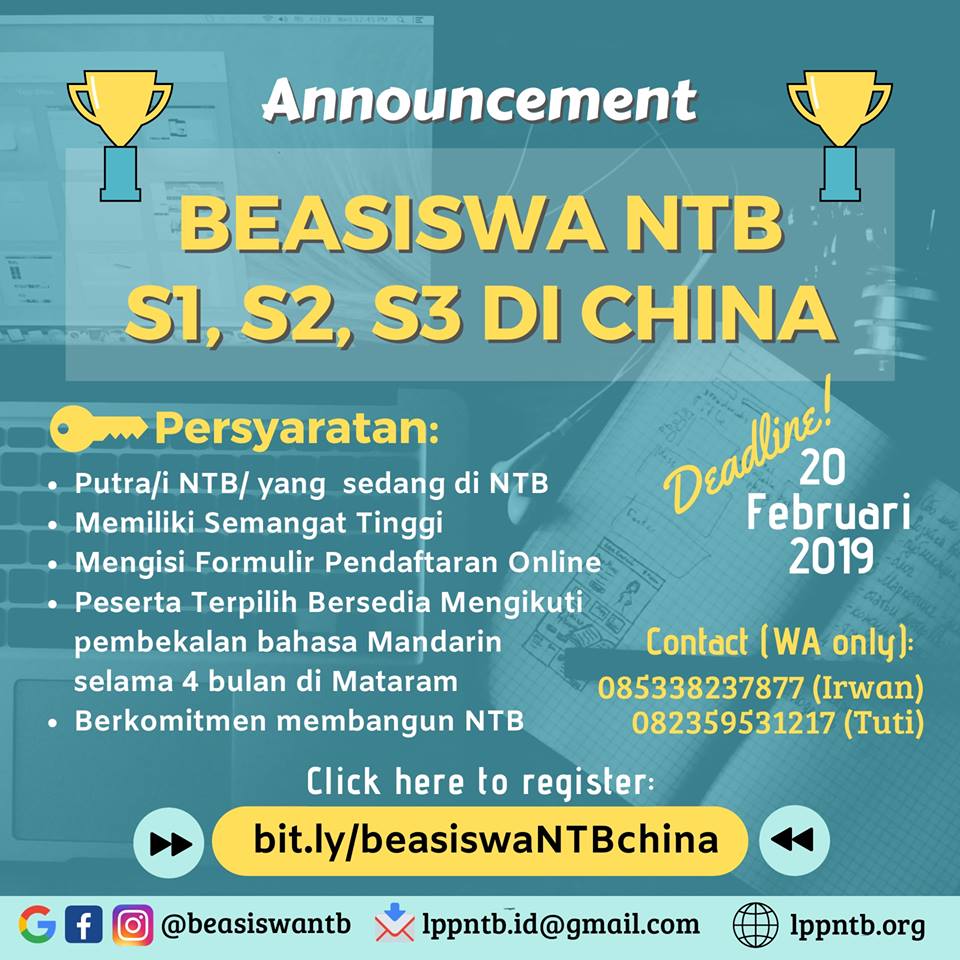 Announcement
BEASISWA NTB
S1, S2, S3 DI CHINA
Persyaratan:
• Putra/i NTB/ yang sedang di NTB
• Memiliki Semangat Tinggi
• Mengisi Formulir Pendaftaran Online
• Peserta Terpilih Bersedia Mengikuti
pembekalan bahasa Mandarin
selama 4 bulan di Mataram
• Berkomitmen membangun NTB
Deadline!
20
Februari
2019
Contact (WA only):
085338237877 (Irwan)
082359531217 (Tuti)
Click here to register:
bit.ly/beasiswaNTBchina
@beasiswantb lppntb.id@gmail.com lppntb.org